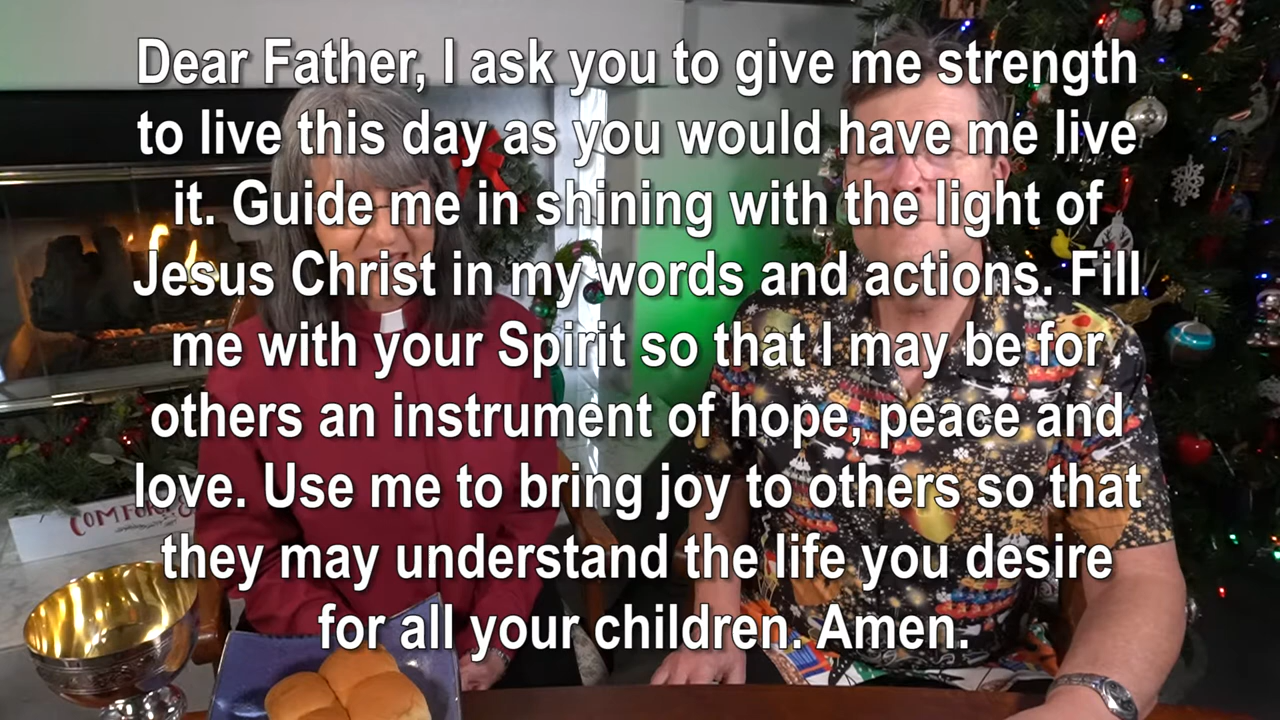 Dear Father, I ask you to give me strength
to live this day as you would have me live
it. Guide me in shining with the light of
Jesus Christ in my words and actions. Fill
me with your Spirit so that I may be for
others an instrument of hope, peace and
love. Use me to bring joy to others so that
they may understand the life you desire
for all your children. Amen.